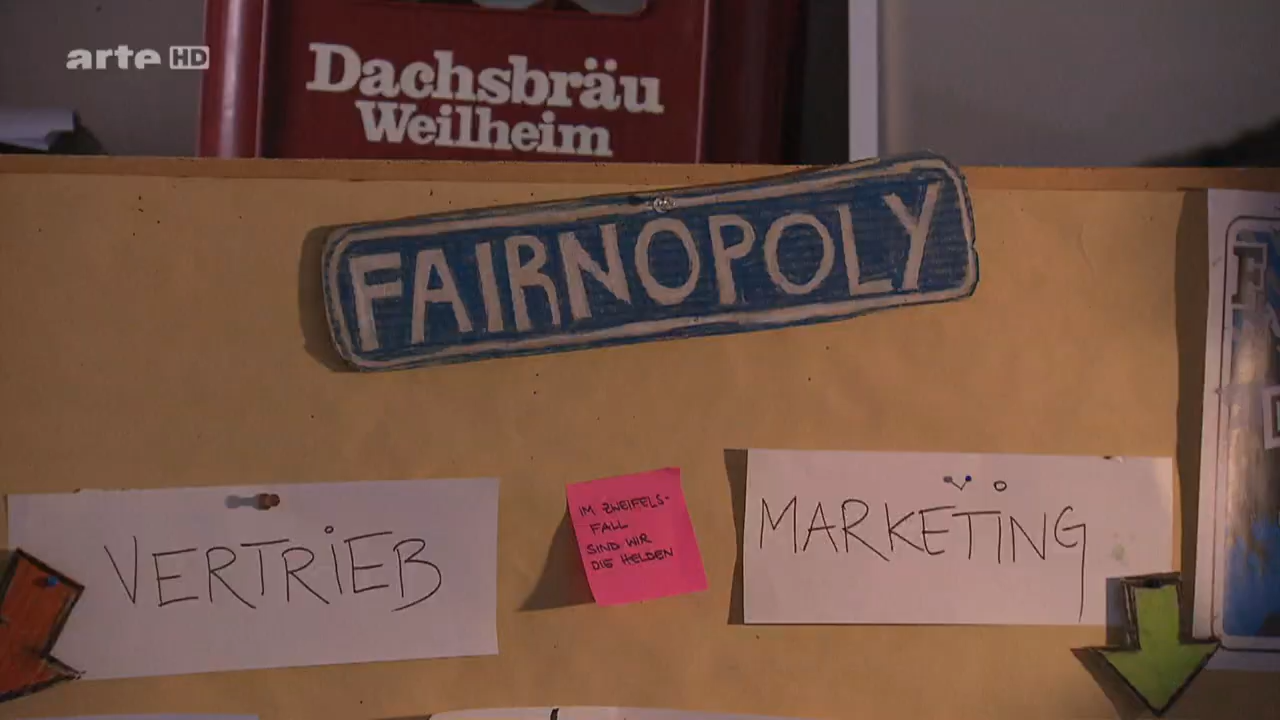 arte HD
Dachsbräu
Weilheim
FAIRNOPOLY
VERTRIEB
IM ZWEIFELS-
FALL
SIND WIR
DIE HELDEN
MARKETING